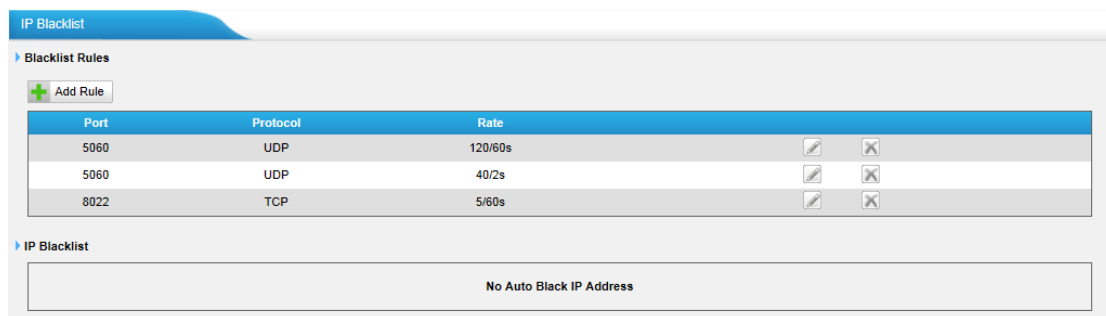 IP Blacklist
Blacklist Rules
Add Rule
Port Protocol Rate
5060 UDP 120/60s
5060 UDP 40/2s
8022 TCP 5/60s
IP Blacklist
No Auto Black IP Address